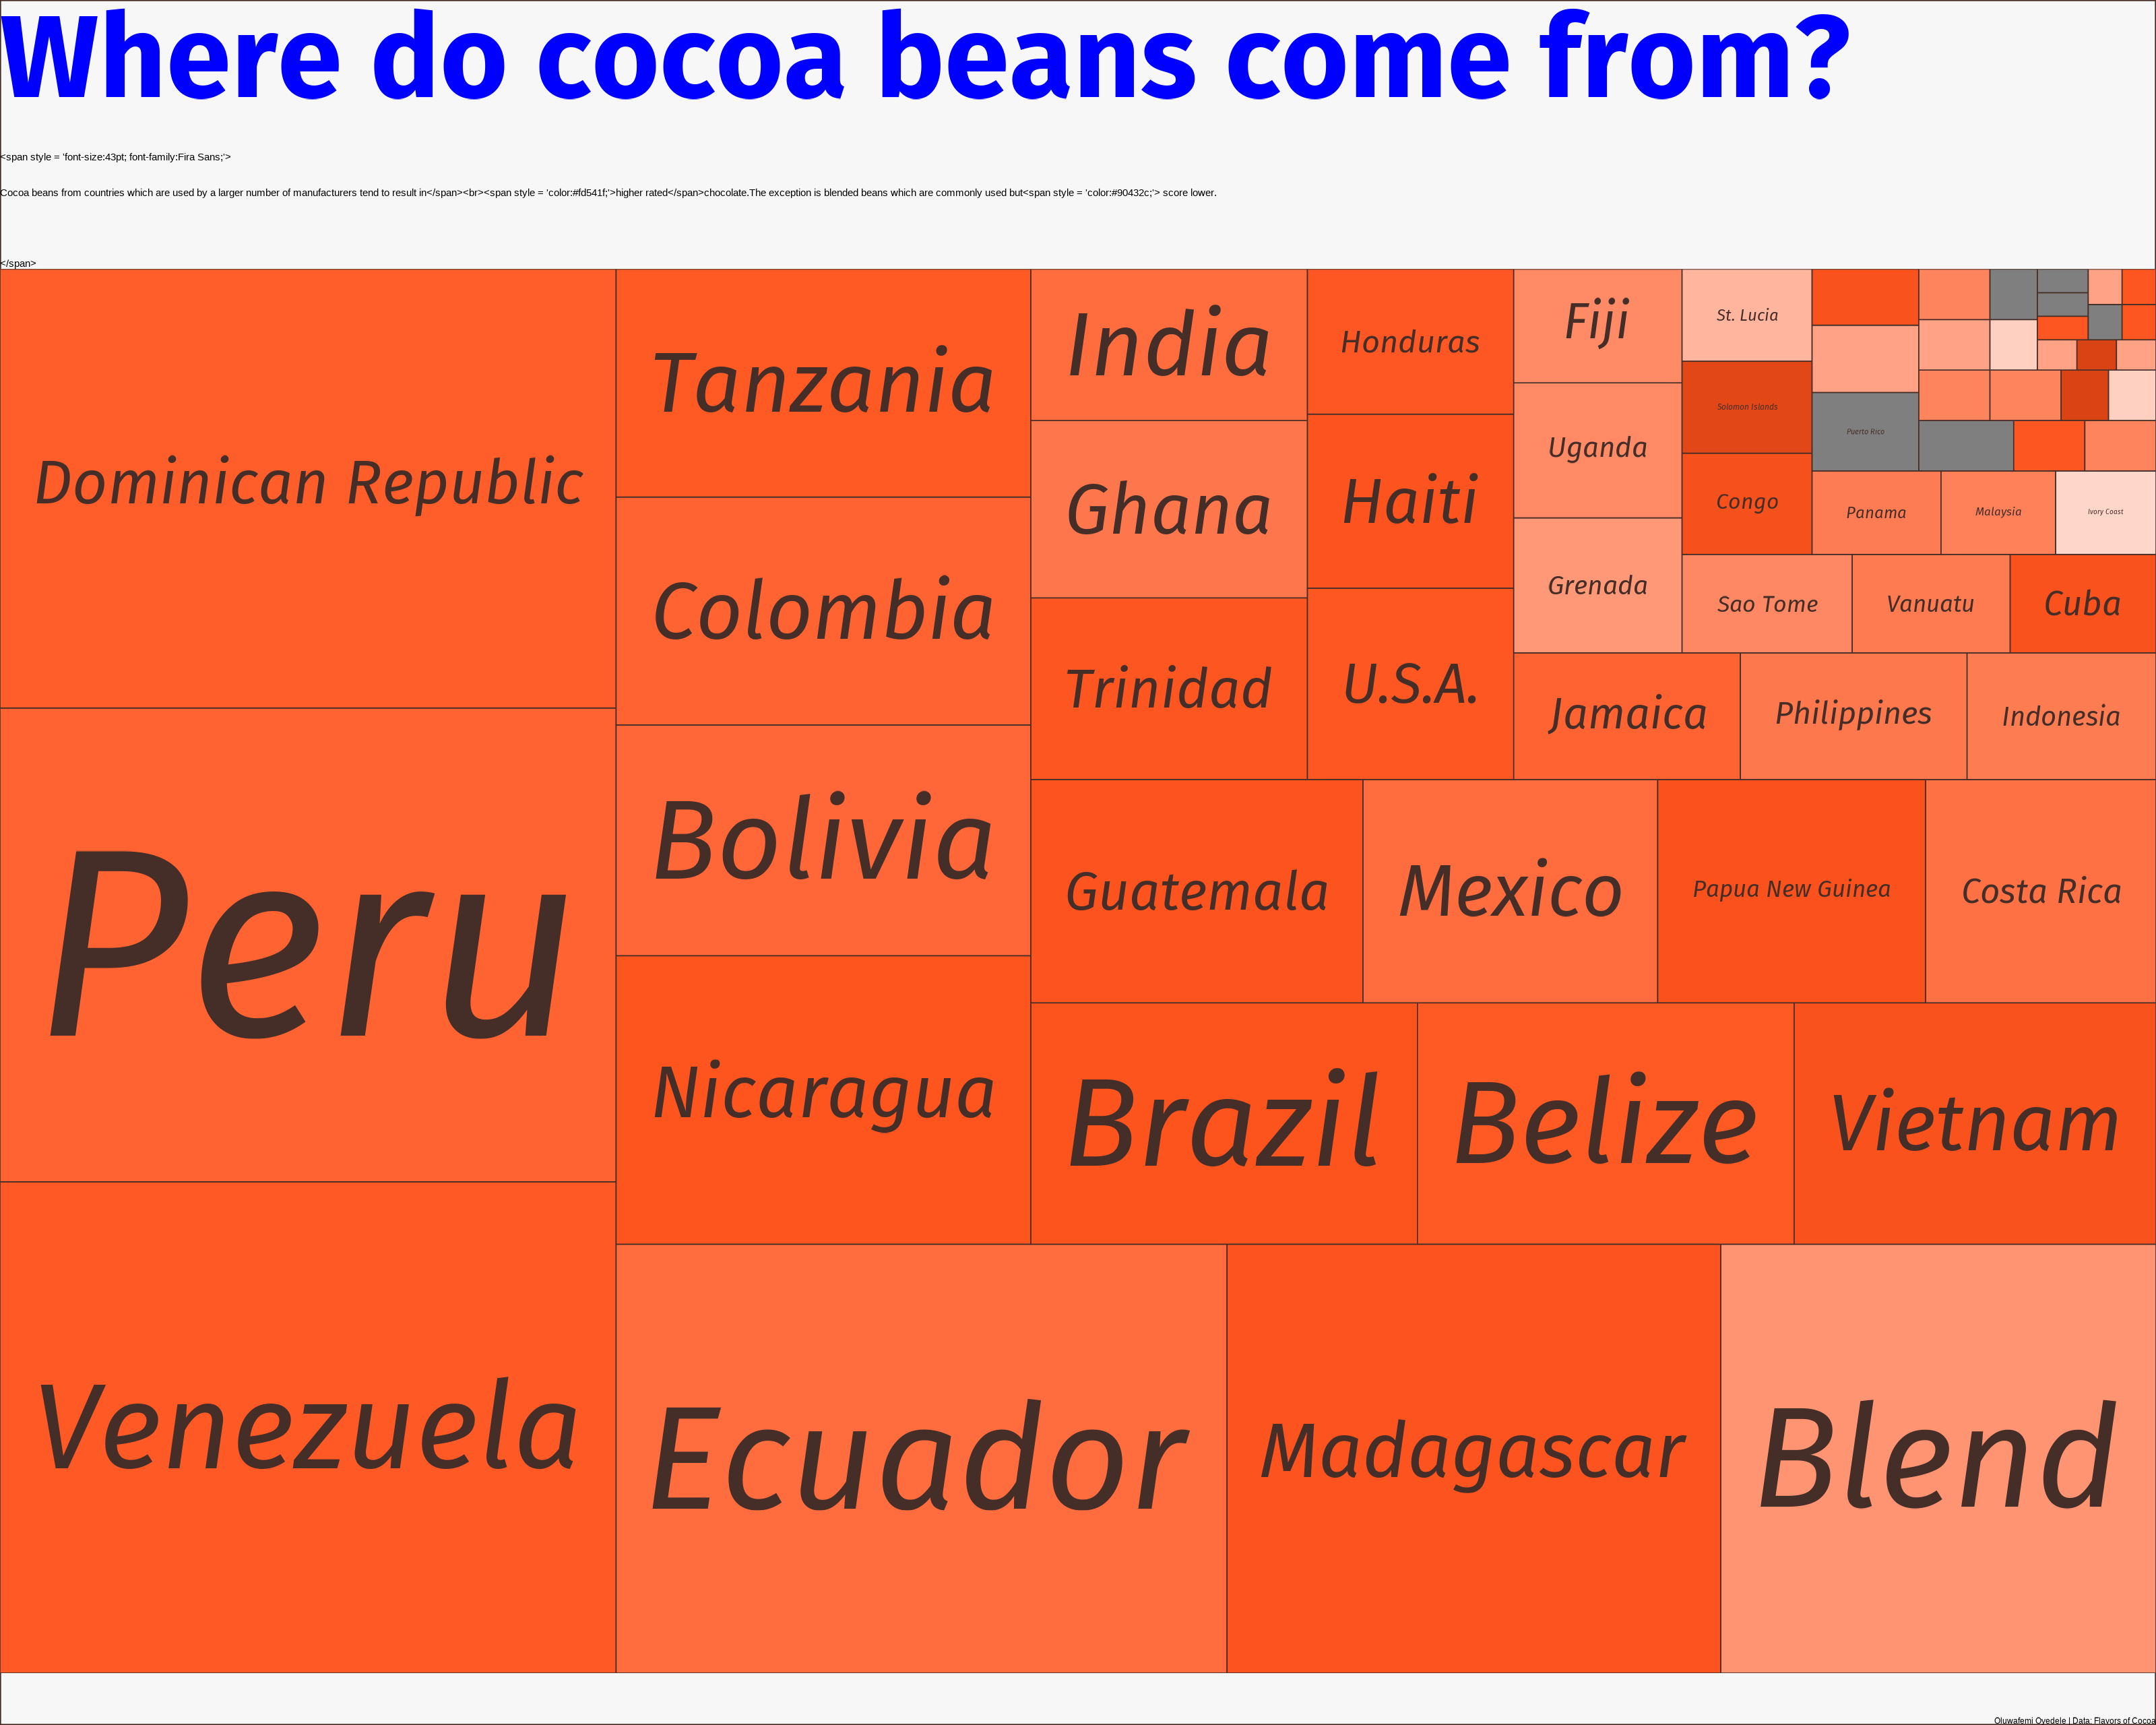 Where do cocoa beans come from?
<span style = 'font-size:43pt; font-family:Fira Sans;'>
Cocoa beans from countries which are used by a larger number of manufacturers tend to result in</span><br><span style = 'color:#fd541f;'>higher rated</span>chocolate.The exception is blended beans which are commonly used but<span style = 'color:#90432c;'> score lower.
</span>
Dominican Republic
Peru
Venezuela
Tanzania
Colombia
Bolivia
Nicaragua
Ecuador
Madagascar
Blend
India
Ghana
Trinidad
Honduras
Haiti
U.S.A.
Guatemala
Mexico
Papua New Guinea
Costa Rica
Brazil
Belize
Vietnam
Fiji
Uganda
Grenada
Jamaica
Philippines
Indonesia
St. Lucia
Solomon Islands
Congo
Sao Tome
Vanuatu
Cuba
Puerto Rico
Panama
Malaysia
Ivory Coast
Oluwafemi Oyedele | Data: Flavors of Cocoa